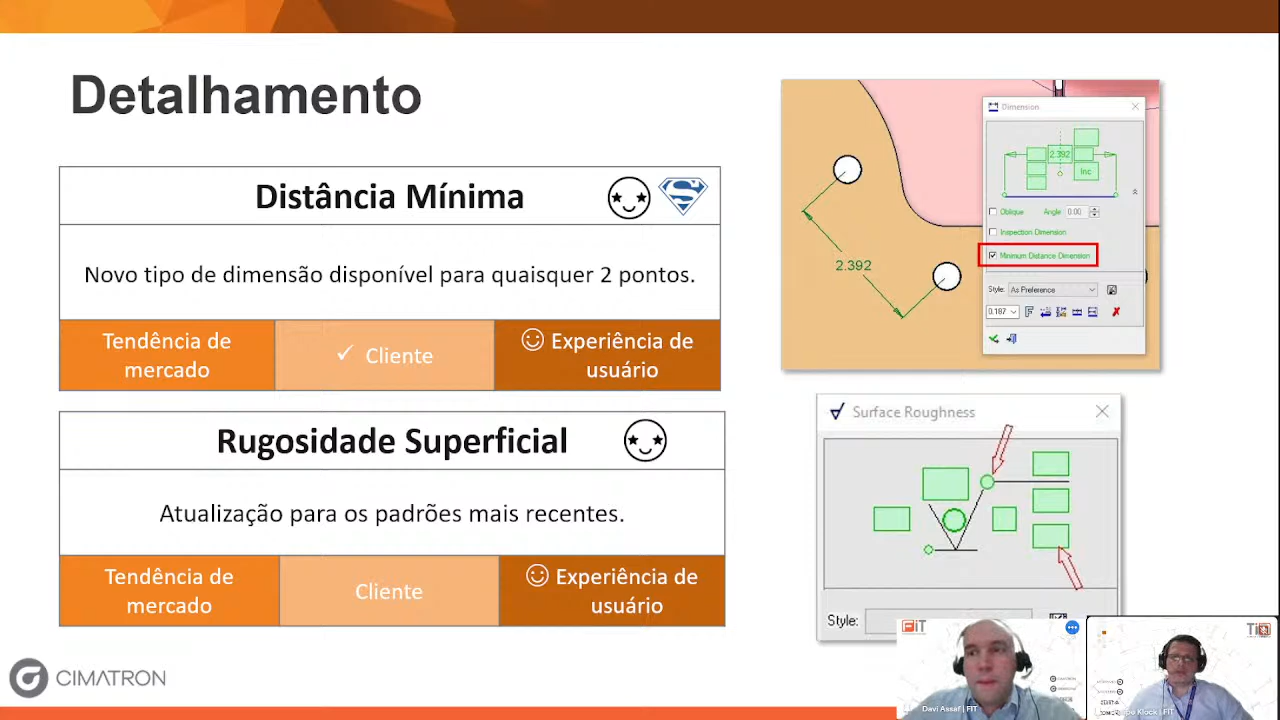 Detalhamento
Distância Mínima
Novo tipo de dimensão disponível para quaisquer 2 pontos.
Tendência de
mercado
✓ Cliente
Experiência de
usuário
Rugosidade Superficial
Atualização para os padrões mais recentes.
Tendência de
mercado
Cliente
Experiência de
usuário
CIMATRON
2.392
Dimension
2.392
Inc
Oblique
Angle
0.00
Inspection Dimension
Minimum Distance Dimension
Style:
As Preference
0.187
Surface Roughness
Style:
FiT
Davi Assaf | FIT
Klock | FIT